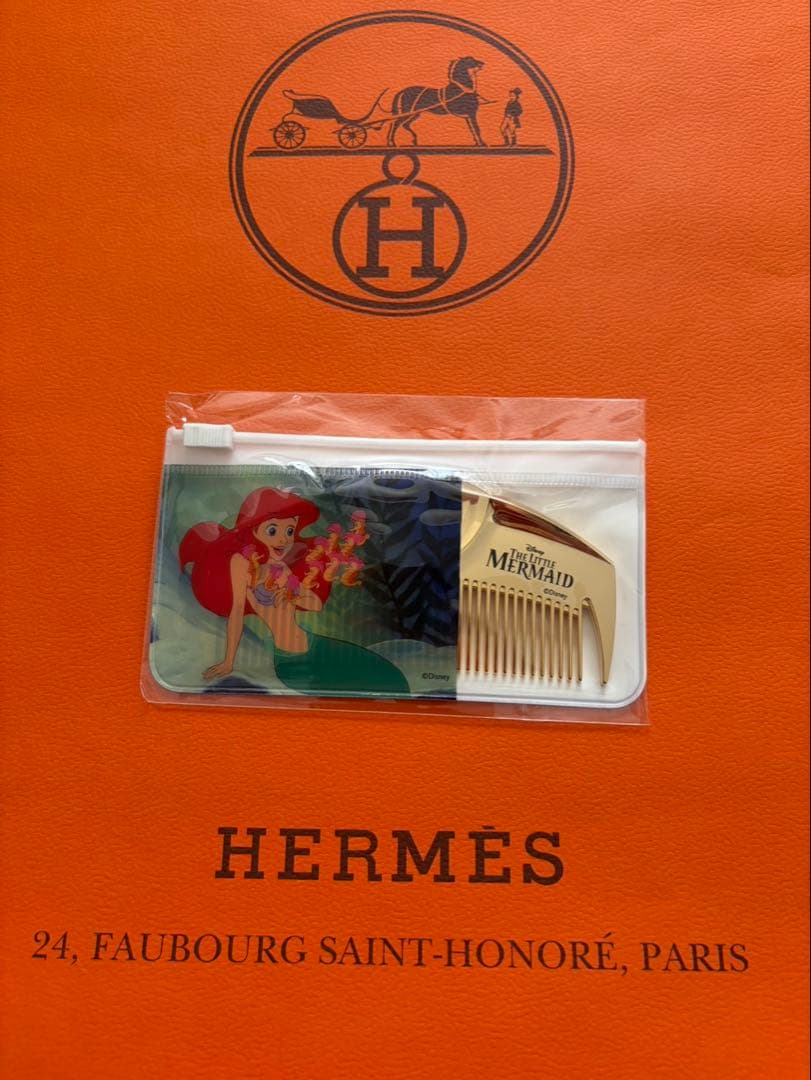 H
Disney
THE LITTLE
MERMAID
©Disney
©Disney
HERMÈS
24, FAUBOURG SAINT-HONORÉ, PARIS